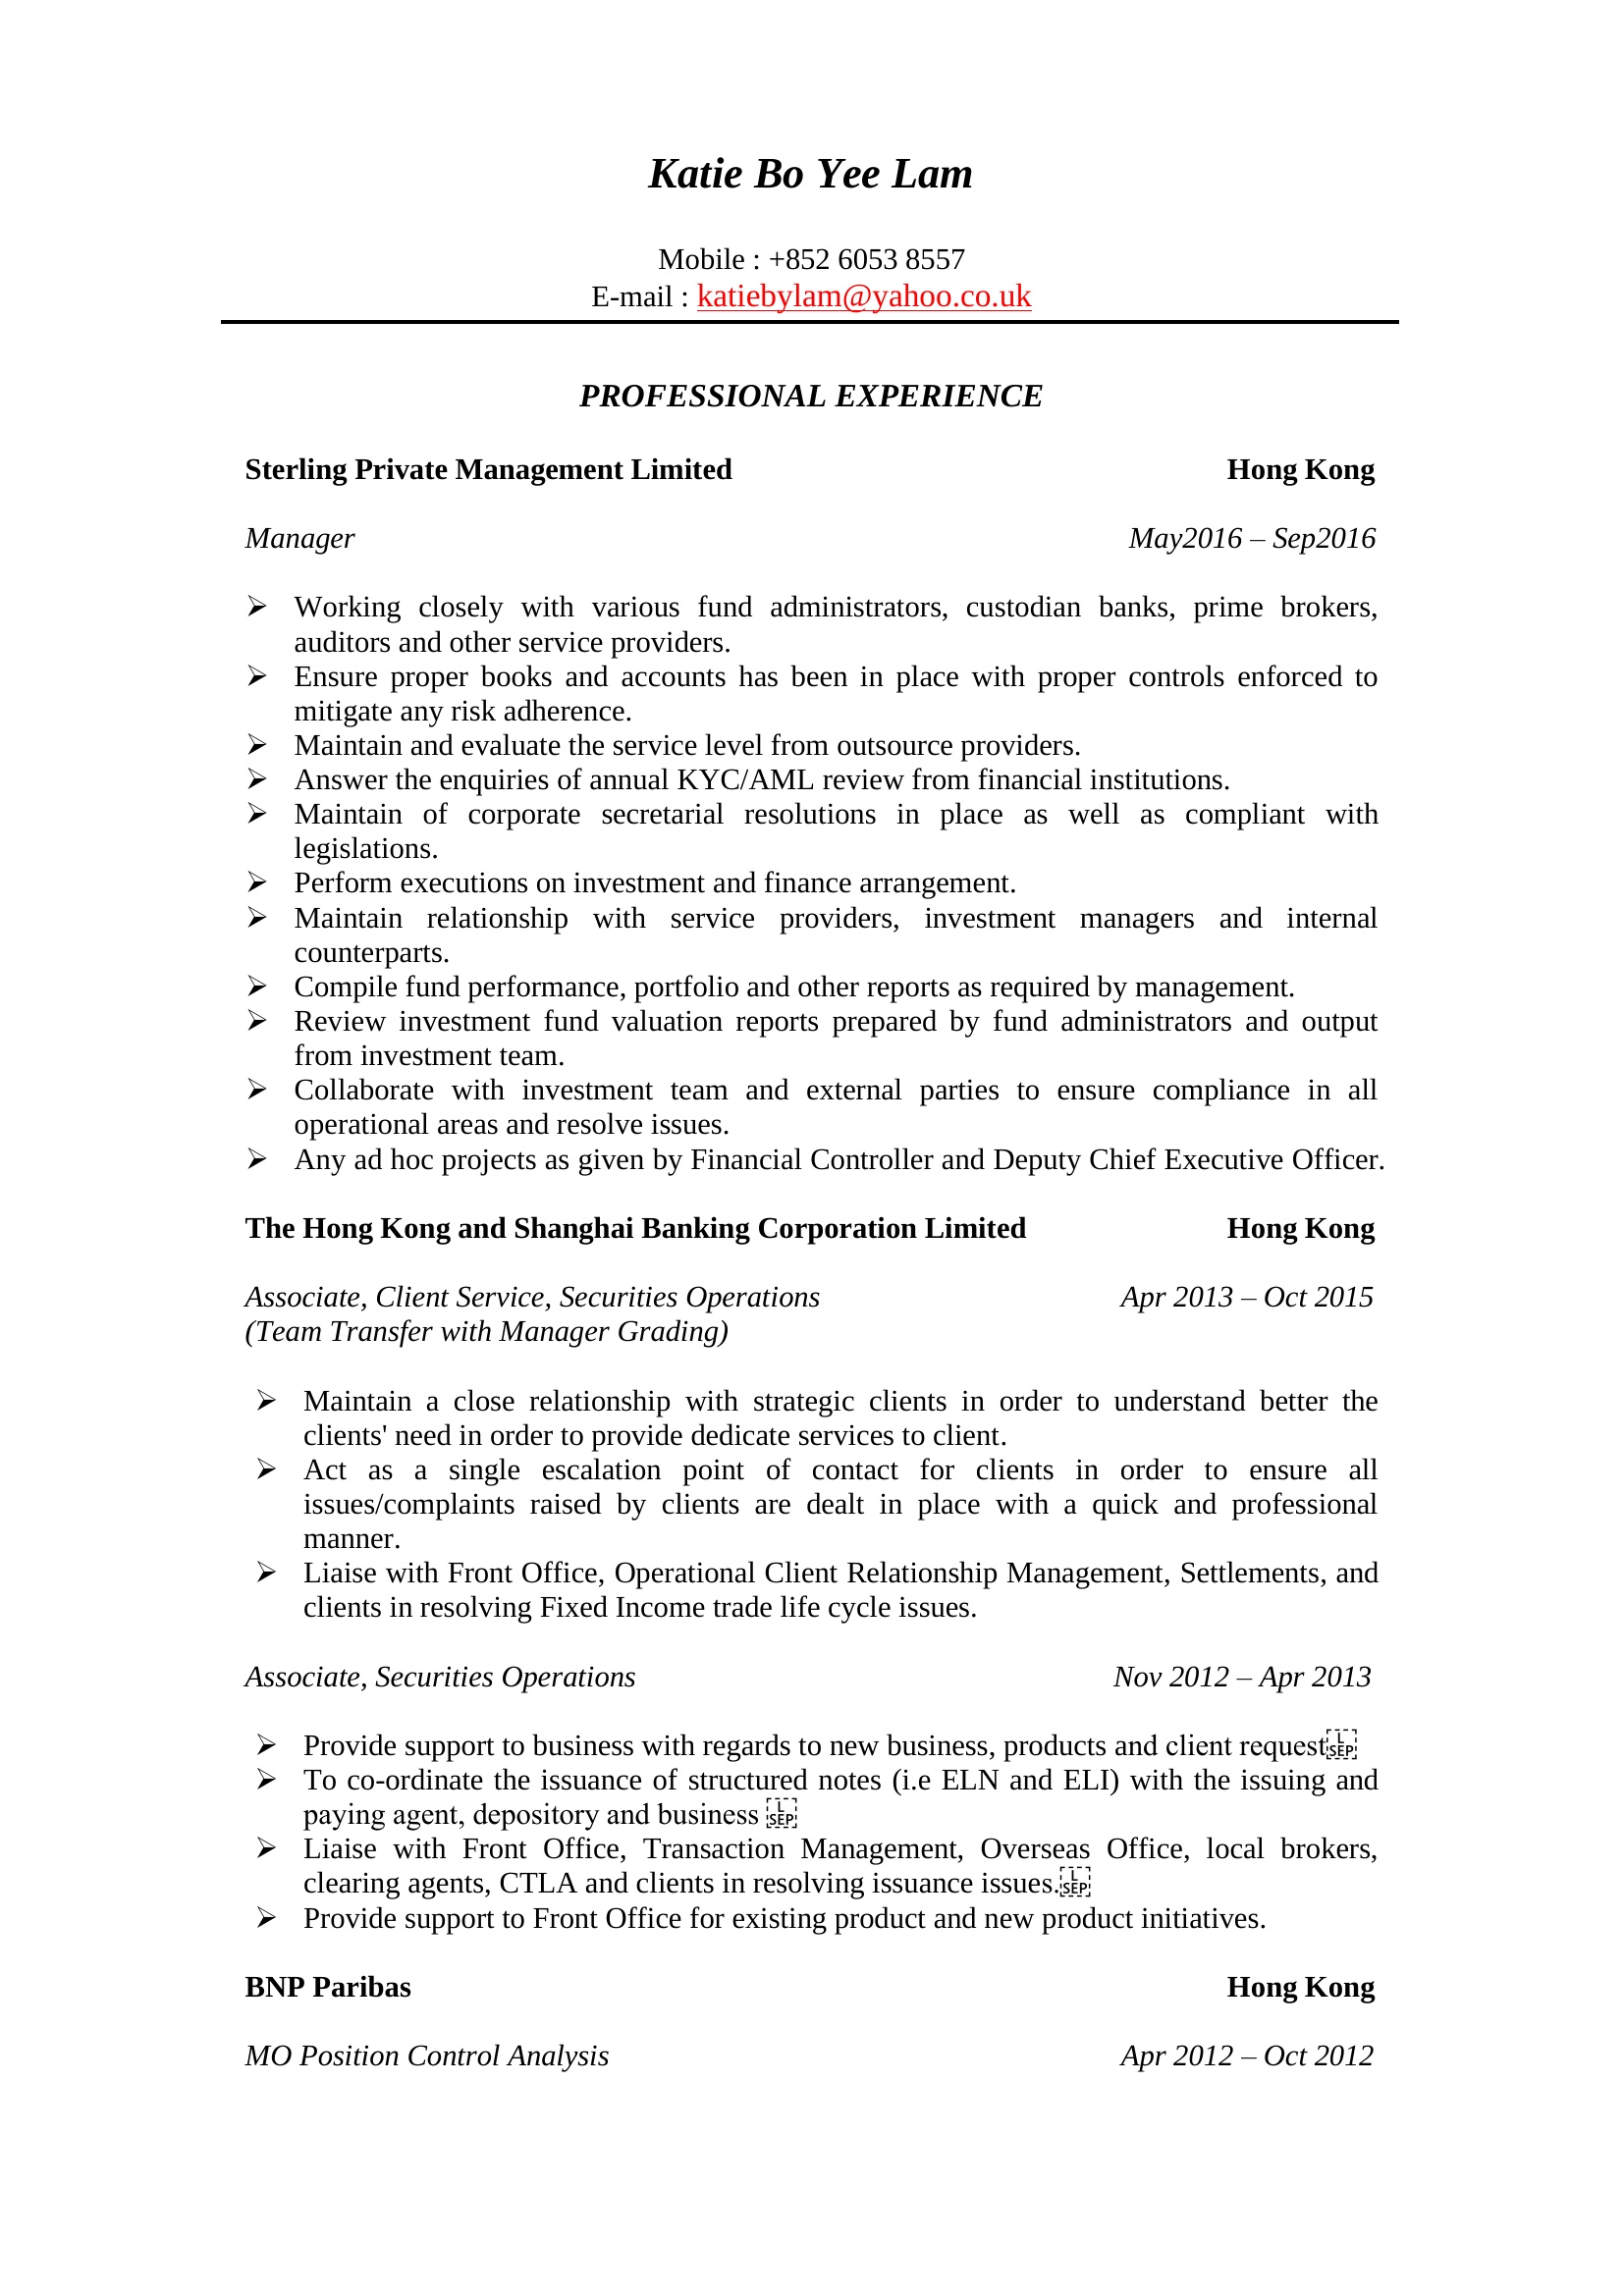 Katie Bo Yee Lam
Mobile : +852 6053 8557
E-mail : katiebylam@yahoo.co.uk
PROFESSIONAL EXPERIENCE
Sterling Private Management Limited Hong Kong
Manager May2016 – Sep2016
➢ Working closely with various fund administrators, custodian banks, prime brokers,
auditors and other service providers.
➢ Ensure proper books and accounts has been in place with proper controls enforced to
mitigate any risk adherence.
➢ Maintain and evaluate the service level from outsource providers.
➢ Answer the enquiries of annual KYC/AML review from financial institutions.
➢ Maintain of corporate secretarial resolutions in place as well as compliant with
legislations.
➢ Perform executions on investment and finance arrangement.
➢ Maintain relationship with service providers, investment managers and internal
counterparts.
➢ Compile fund performance, portfolio and other reports as required by management.
➢ Review investment fund valuation reports prepared by fund administrators and output
from investment team.
➢ Collaborate with investment team and external parties to ensure compliance in all
operational areas and resolve issues.
➢ Any ad hoc projects as given by Financial Controller and Deputy Chief Executive Officer.
The Hong Kong and Shanghai Banking Corporation Limited Hong Kong
Associate, Client Service, Securities Operations Apr 2013 – Oct 2015
(Team Transfer with Manager Grading)
➢ Maintain a close relationship with strategic clients in order to understand better the
clients' need in order to provide dedicate services to client.
➢ Act as a single escalation point of contact for clients in order to ensure all
issues/complaints raised by clients are dealt in place with a quick and professional
manner.
➢ Liaise with Front Office, Operational Client Relationship Management, Settlements, and
clients in resolving Fixed Income trade life cycle issues.
Associate, Securities Operations Nov 2012 – Apr 2013
➢ Provide support to business with regards to new business, products and client request L SEP
➢ To co-ordinate the issuance of structured notes (i.e ELN and ELI) with the issuing and
paying agent, depository and business L SEP
➢ Liaise with Front Office, Transaction Management, Overseas Office, local brokers,
clearing agents, CTLA and clients in resolving issuance issues. L SEP
➢ Provide support to Front Office for existing product and new product initiatives.
BNP Paribas Hong Kong
MO Position Control Analysis Apr 2012 – Oct 2012